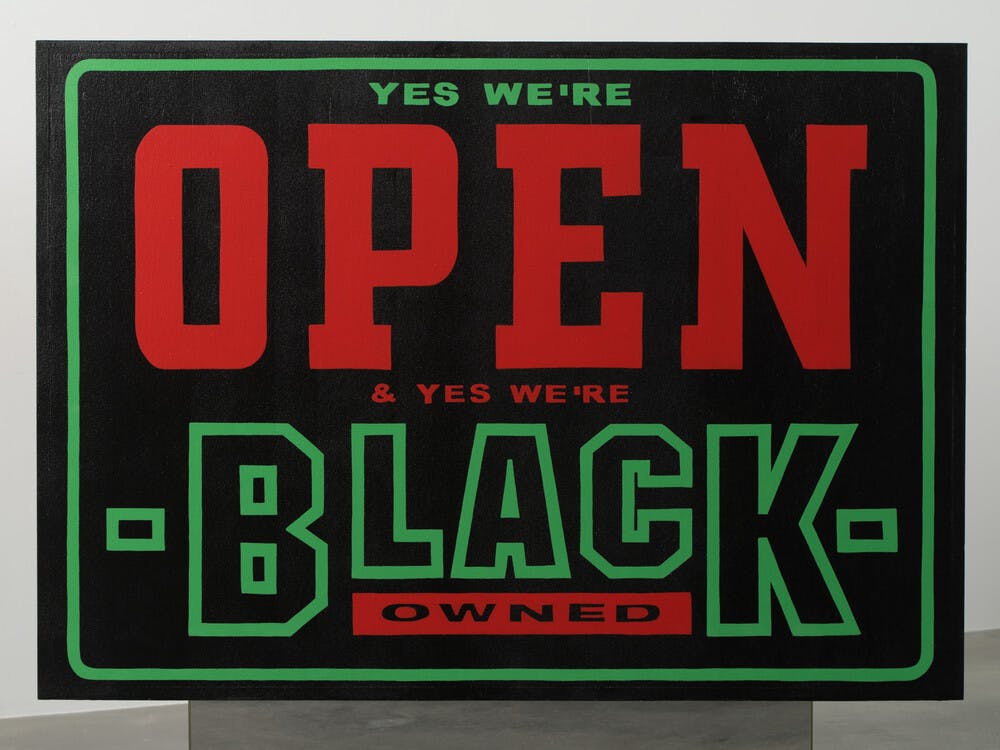 YES WE'RE
OPEN
& YES WE'RE
-BLACK-
OWNED